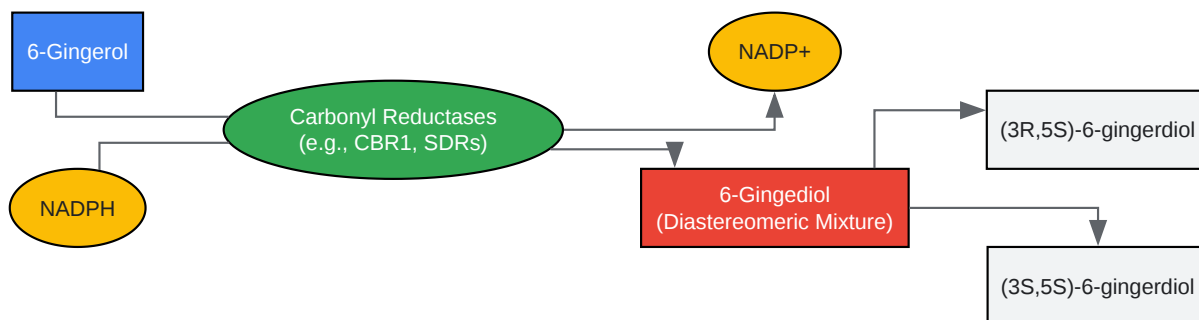 6-Gingerol
NADPH
Carbonyl Reductases
(e.g., CBR1, SDRs)
NADP+
6-Gingediol
(Diastereomeric Mixture)
(3R,5S)-6-gingerdiol
(3S,5S)-6-gingerdiol